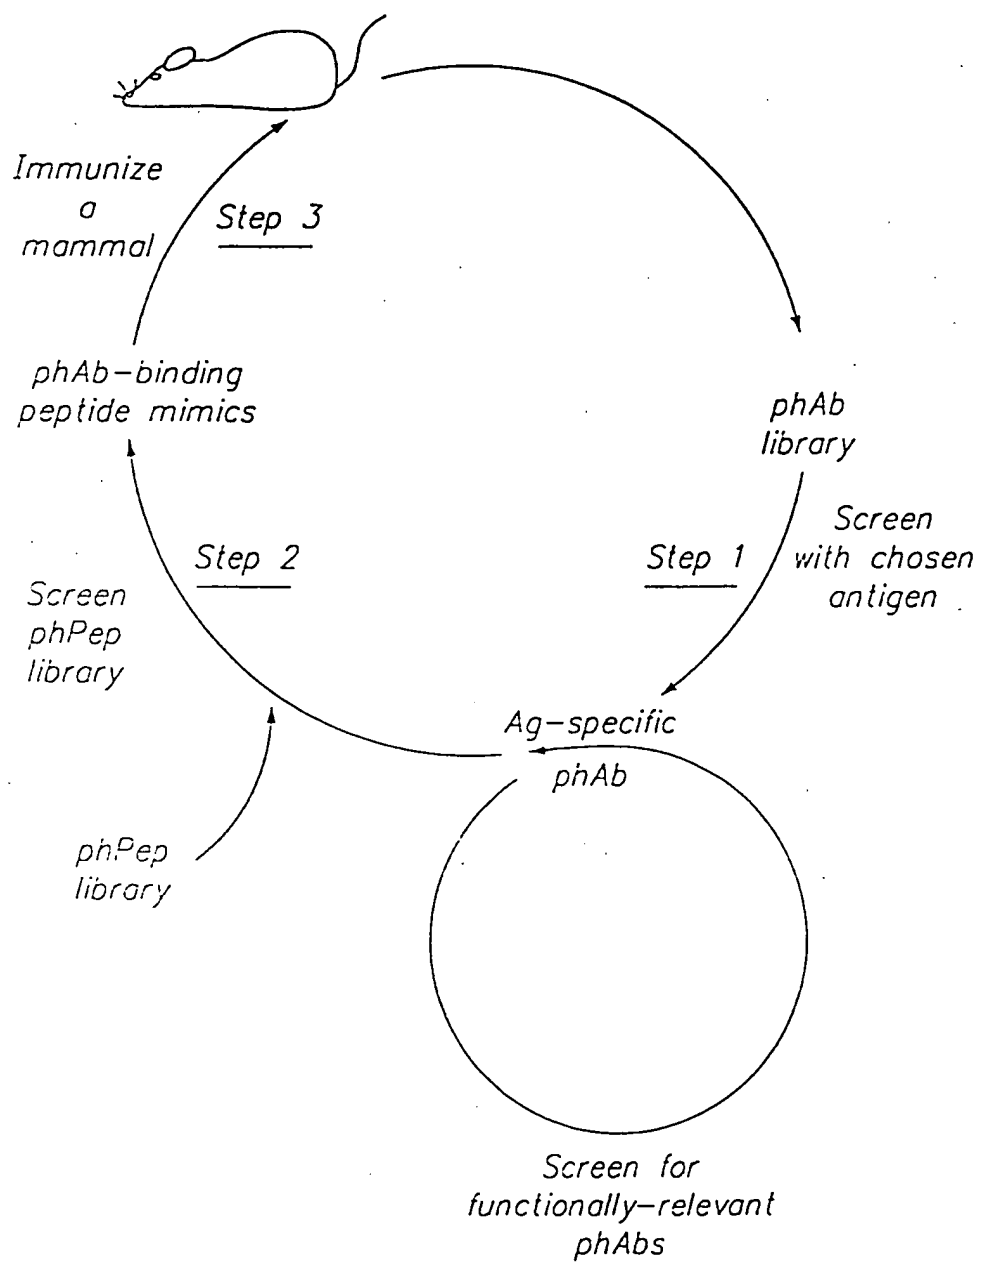 Immunize
a
mammal
Step 3
phAb-binding
peptide mimics
phAb
library
Screen
with chosen
antigen
Step 1
Step 2
Screen
phPep
library
Ag-specific
phAb
phPep
library
Screen for
functionally-relevant
phAbs